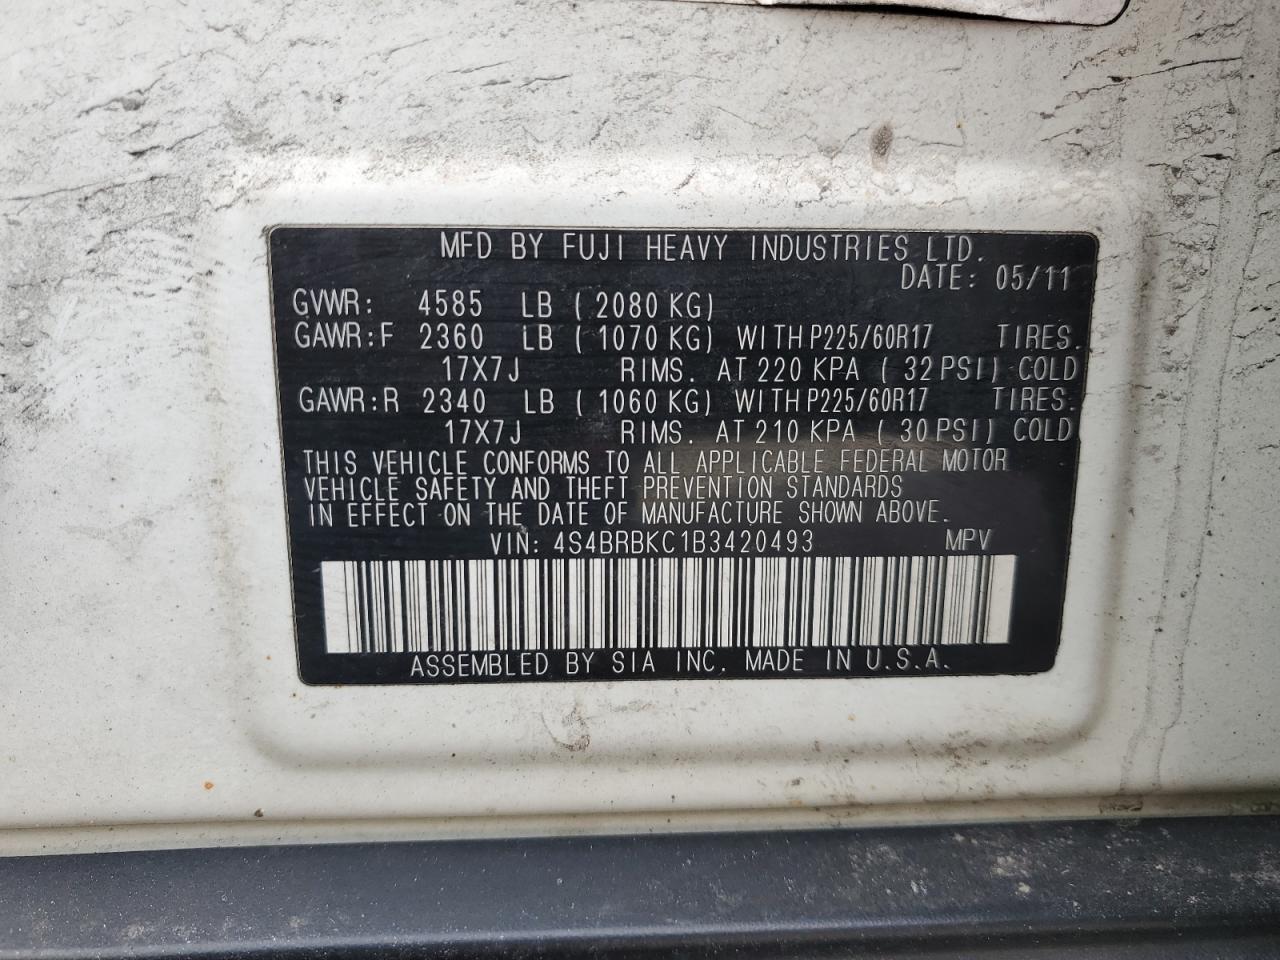 MFD BY FUJI HEAVY INDUSTRIES LTD.
DATE: 05/11
GVWR: 4585 LB ( 2080 KG)
GAWR:F 2360 LB ( 1070 KG) WITH P225/60R17 TIRES.
17X7J RIMS. AT 220 KPA ( 32 PSI) COLD
GAWR:R 2340 LB ( 1060 KG) WITH P225/60R17 TIRES.
17X7J RIMS. AT 210 KPA ( 30 PSI) COLD
THIS VEHICLE CONFORMS TO ALL APPLICABLE FEDERAL MOTOR
VEHICLE SAFETY AND THEFT PREVENTION STANDARDS
IN EFFECT ON THE DATE OF MANUFACTURE SHOWN ABOVE.
VIN: 4S4BRBKC1B3420493 MPV
ASSEMBLED BY SIA INC. MADE IN U.S.A.